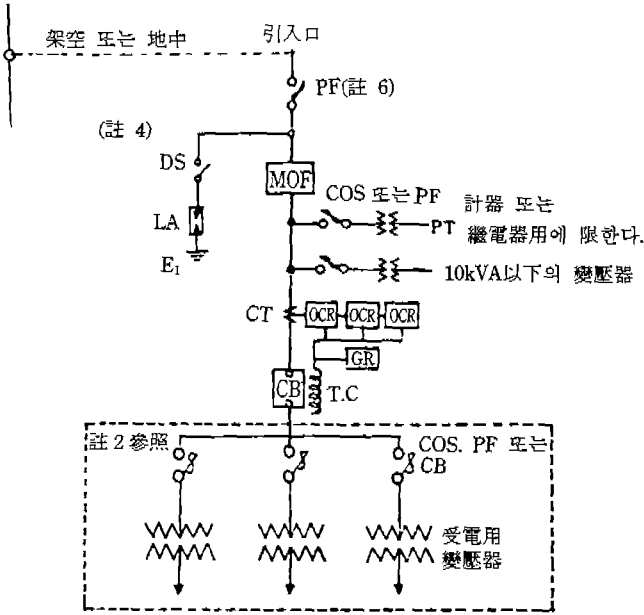 架空 또는 地中
引入口
PF(註 6)
(註 4)
DS
MOF
COS 또는 PF
計器 또는
PT
繼電器用에 限한다.
LA
E1
10kVA以下의 變壓器
CT
OCR
OCR
OCR
GR
CB
T.C
註 2 參照
COS. PF 또는
CB
受電用
變壓器